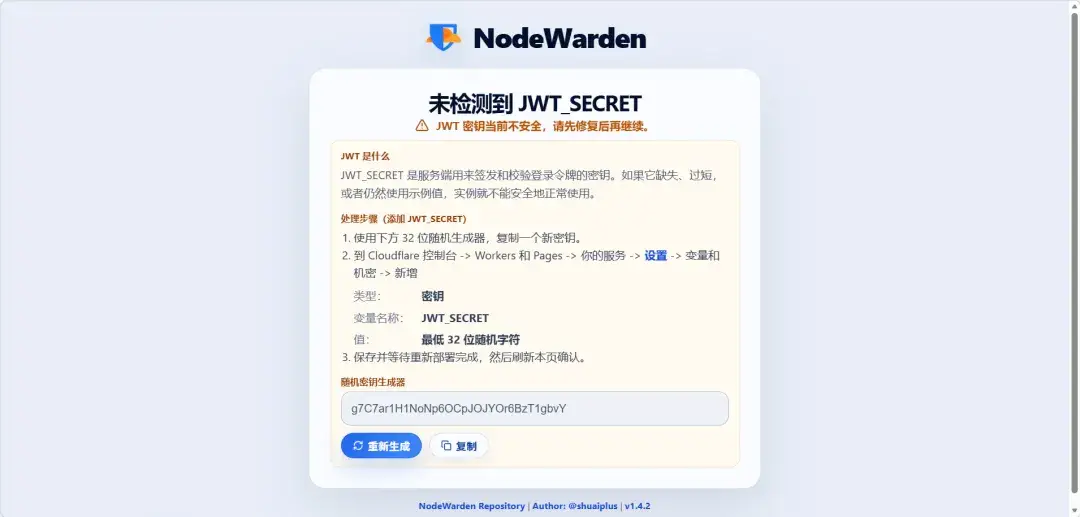 NodeWarden
未检测到 JWT_SECRET
JWT 密钥当前不安全，请先修复后再继续。
JWT 是什么
JWT_SECRET 是服务端用来签发和校验登录令牌的密钥。如果它缺失、过短，
或者仍然使用示例值，实例就不能安全地正常使用。
处理步骤（添加 JWT_SECRET）
1. 使用下方 32 位随机生成器，复制一个新密钥。
2. 到 Cloudflare 控制台 -> Workers 和 Pages -> 你的服务 -> 设置 -> 变量和
机密 -> 新增
类型： 密钥
变量名称： JWT_SECRET
值： 最低 32 位随机字符
3. 保存并等待重新部署完成，然后刷新本页确认。
随机密钥生成器
g7C7ar1H1NoNp6OCpJOJYOr6BzT1gbvY
重新生成 复制
NodeWarden Repository | Author: @shuaiplus | v1.4.2